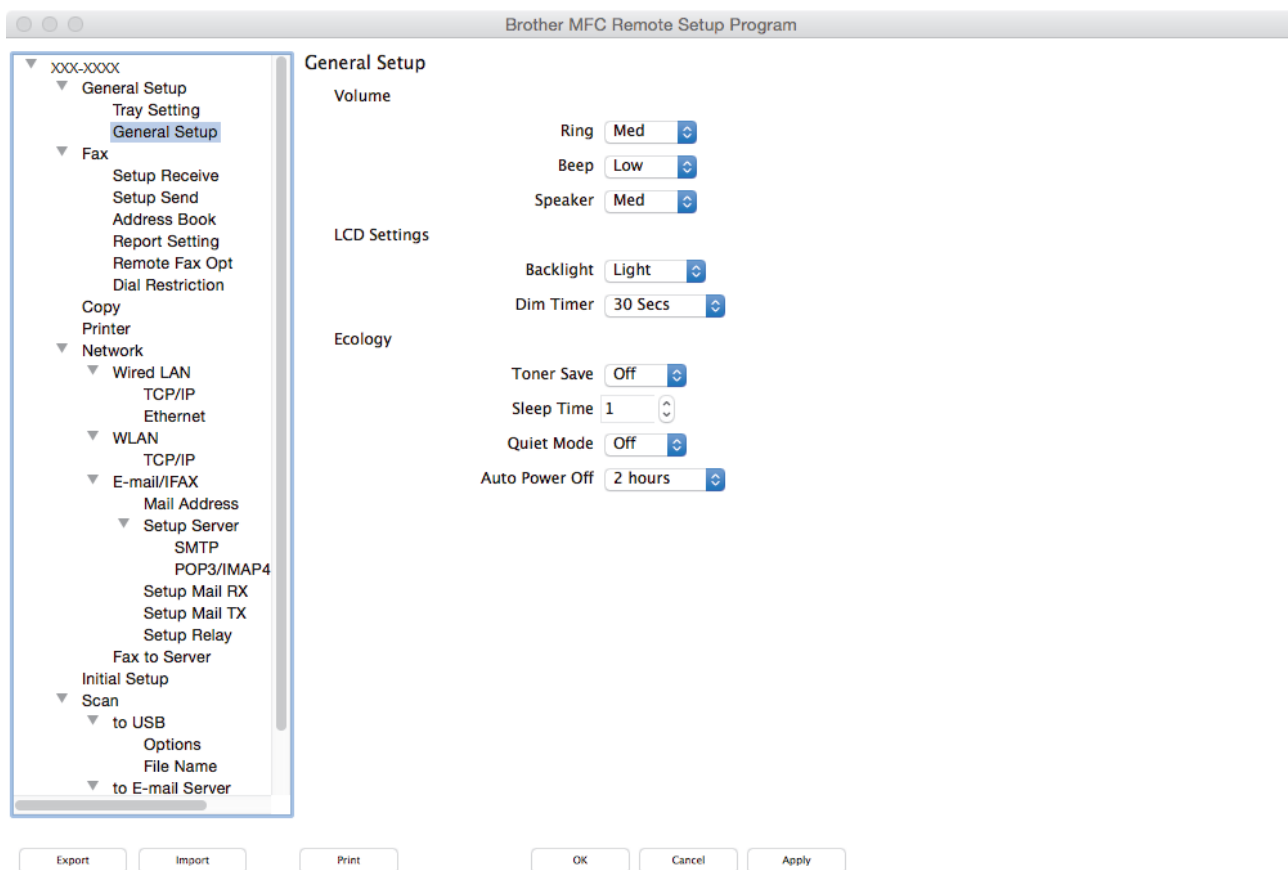 Brother MFC Remote Setup Program
XXX-XXXX
General Setup
Tray Setting
General Setup
Fax
Setup Receive
Setup Send
Address Book
Report Setting
Remote Fax Opt
Dial Restriction
Copy
Printer
Network
Wired LAN
TCP/IP
Ethernet
WLAN
TCP/IP
E-mail/IFAX
Mail Address
Setup Server
SMTP
POP3/IMAP4
Setup Mail RX
Setup Mail TX
Setup Relay
Fax to Server
Initial Setup
Scan
to USB
Options
File Name
to E-mail Server
General Setup
Volume
Ring Med
Beep Low
Speaker Med
LCD Settings
Backlight Light
Dim Timer 30 Secs
Ecology
Toner Save Off
Sleep Time 1
Quiet Mode Off
Auto Power Off 2 hours
Export Import Print OK Cancel Apply